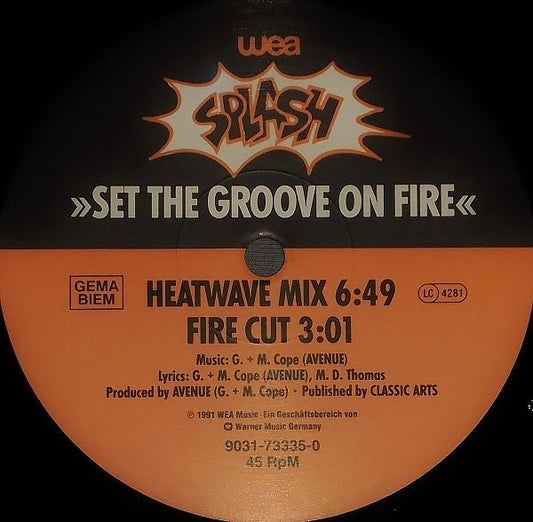 wea
SPLASH
»SET THE GROOVE ON FIRE«
GEMA
BIEM
HEATWAVE MIX 6:49
LC 4281
FIRE CUT 3:01
Music: G. + M. Cope (AVENUE)
Lyrics: G. + M. Cope (AVENUE), M. D. Thomas
Produced by AVENUE (G. + M. Cope) · Published by CLASSIC ARTS
℗ 1991 WEA Music · Ein Geschäftsbereich von
Warner Music Germany
9031-73335-0
45 RpM